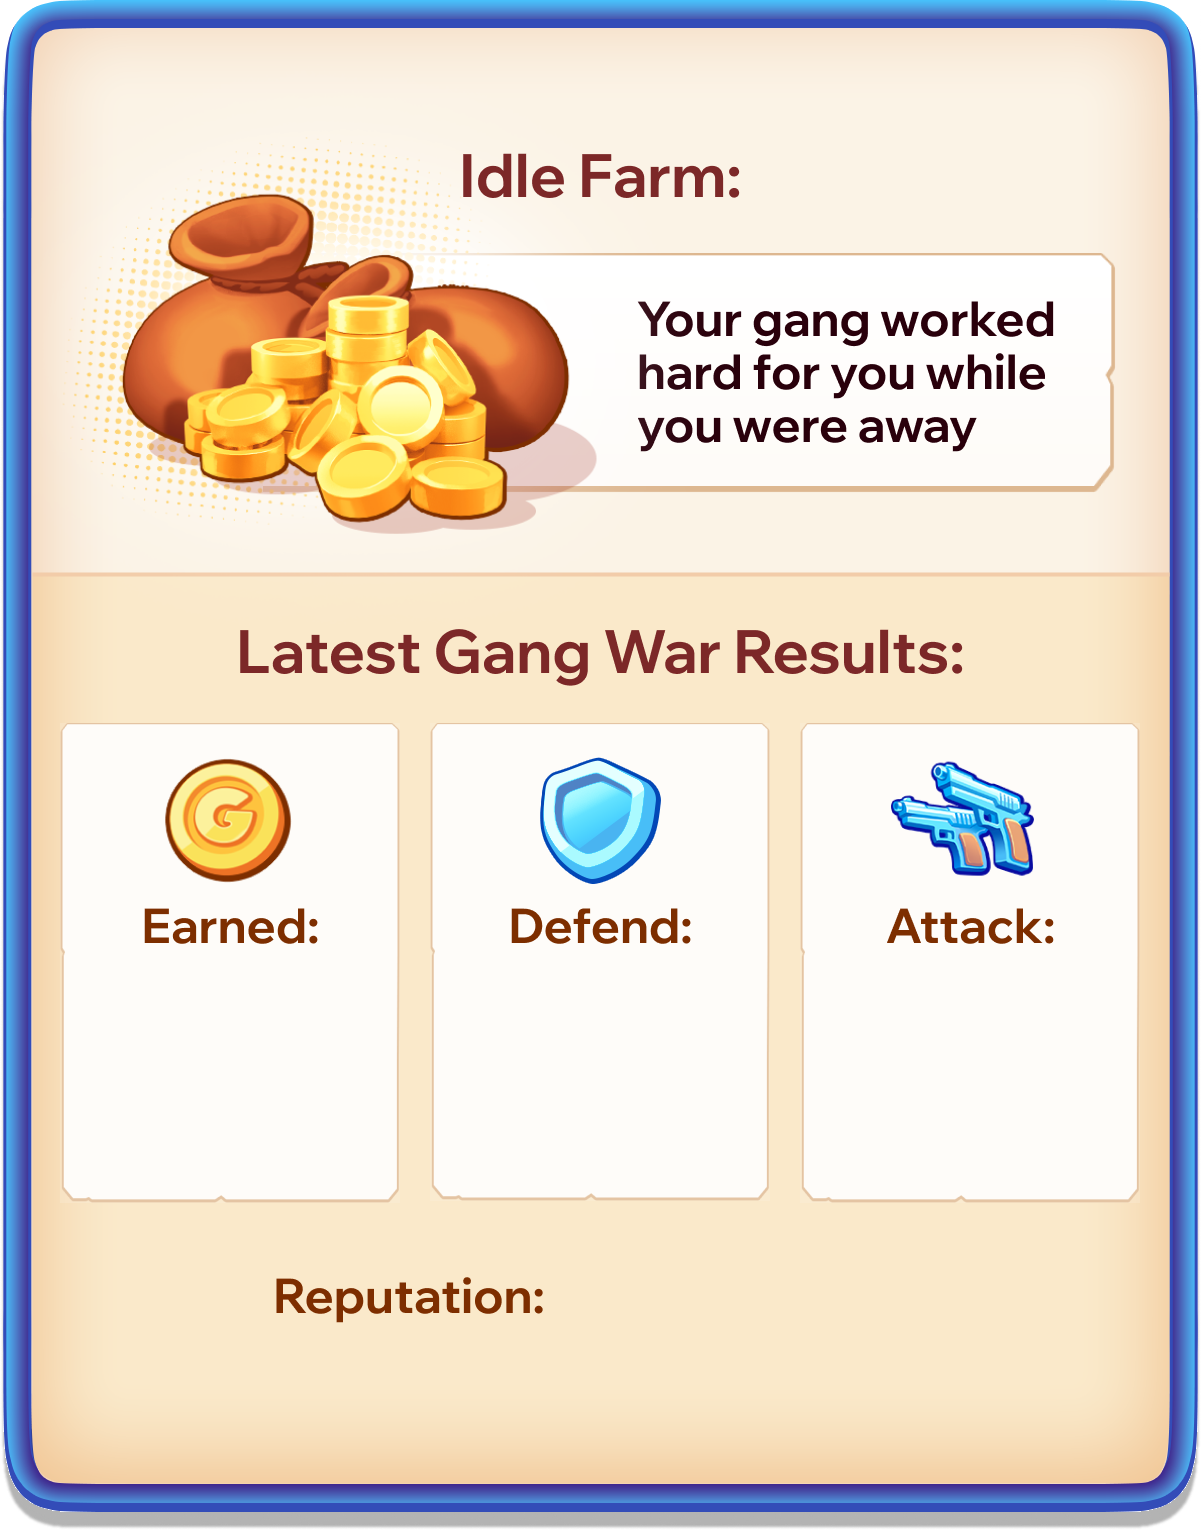 Idle Farm:
Your gang worked
hard for you while
you were away
Latest Gang War Results:
G
Earned:
Defend:
Attack:
Reputation: